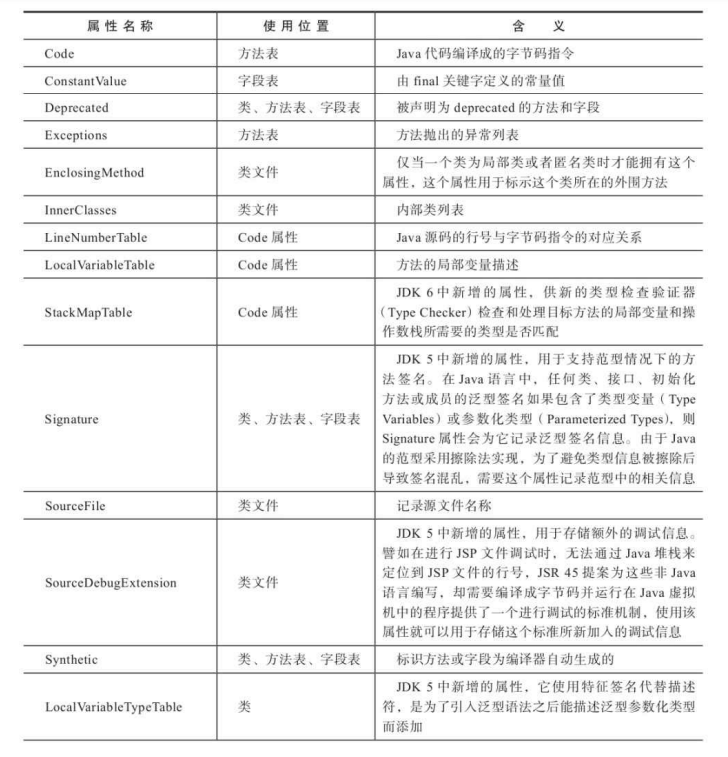 属性名称 使用位置 含 义
Code 方法表 Java 代码编译成的字节码指令
ConstantValue 字段表 由 final 关键字定义的常量值
Deprecated 类、方法表、字段表 被声明为 deprecated 的方法和字段
Exceptions 方法表 方法抛出的异常列表
EnclosingMethod 类文件 仅当一个类为局部类或者匿名类时才能拥有这个
属性，这个属性用于标示这个类所在的外围方法
InnerClasses 类文件 内部类列表
LineNumberTable Code 属性 Java 源码的行号与字节码指令的对应关系
LocalVariableTable Code 属性 方法的局部变量描述
StackMapTable Code 属性 JDK 6 中新增的属性，供新的类型检查验证器
（Type Checker）检查和处理目标方法的局部变量和操
作数栈所需要的类型是否匹配
Signature 类、方法表、字段表 JDK 5 中新增的属性，用于支持范型情况下的方
法签名。在 Java 语言中，任何类、接口、初始化
方法或成员的泛型签名如果包含了类型变量（Type
Variables）或参数化类型（Parameterized Types），则
Signature 属性会为它记录泛型签名信息。由于 Java
的范型采用擦除法实现，为了避免类型信息被擦除后
导致签名混乱，需要这个属性记录范型中的相关信息
SourceFile 类文件 记录源文件名称
SourceDebugExtension 类文件 JDK 5 中新增的属性，用于存储额外的调试信息。
譬如在进行 JSP 文件调试时，无法通过 Java 堆栈来
定位到 JSP 文件的行号，JSR 45 提案为这些非 Java
语言编写，却需要编译成字节码并运行在 Java 虚拟
机中的程序提供了一个进行调试的标准机制，使用该
属性就可以用于存储这个标准所新加入的调试信息
Synthetic 类、方法表、字段表 标识方法或字段为编译器自动生成的
LocalVariableTypeTable 类 JDK 5 中新增的属性，它使用特征签名代替描述
符，是为了引入泛型语法之后能描述泛型参数化类型
而添加